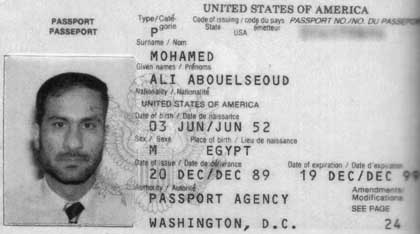 UNITED STATES OF AMERICA
PASSPORT
PASSEPORT
Type/Caté-
gorie
P
Code of issuing / code du pays
State émetteur
USA
PASSPORT NO./NO. DU PASSEPORT
Surname / Nom
MOHAMED
Given names / Prénoms
ALI ABOUELSEOUD
Nationality / Nationalité
UNITED STATES OF AMERICA
Date of birth / Date de naissance
03 JUN/JUN 52
Sex / Sexe Place of birth / Lieu de naissance
M EGYPT
Date of issue / Date de délivrance Date of expiration / Date d'expiration
20 DEC/DEC 89 19 DEC/DEC 99
Authority / Autorité Amendments/
PASSPORT AGENCY Modifications
SEE PAGE
WASHINGTON, D.C. 24